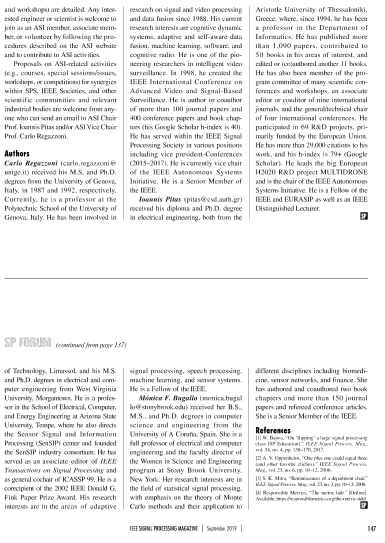 and workshops) are detailed. Any inter-
ested engineer or scientist is welcome to
join as an ASI member, associate mem-
ber, or volunteer by following the pro-
cedures described on the ASI website
and to contribute to ASI activities.
Proposals on ASI-related activities
(e.g., courses, special sessions/issues,
workshops, or competitions) for synergies
within SPS, IEEE Societies, and other
scientific communities and relevant
industrial bodies are welcome from any-
one who can send an email to ASI Chair
Prof. Ioannis Pitas and/or ASI Vice Chair
Prof. Carlo Regazzoni.
Authors
Carlo Regazzoni (carlo.regazzoni@
unige.it) received his M.S. and Ph.D.
degrees from the University of Genova,
Italy, in 1987 and 1992, respectively.
Currently, he is a professor at the
Polytechnic School of the University of
Genova, Italy. He has been involved in
research on signal and video processing
and data fusion since 1988. His current
research interests are cognitive dynamic
systems, adaptive and self-aware data
fusion, machine learning, software, and
cognitive radio. He is one of the pio-
neering researchers in intelligent video
surveillance. In 1998, he created the
IEEE International Conference on
Advanced Video and Signal-Based
Surveillance. He is author or coauthor
of more than 100 journal papers and
400 conference papers and book chap-
ters (his Google Scholar h-index is 40).
He has served within the IEEE Signal
Processing Society in various positions
including vice president-Conferences
(2015–2017). He is currently vice chair
of the IEEE Autonomous Systems
Initiative. He is a Senior Member of
the IEEE.
Ioannis Pitas (pitas@csd.auth.gr)
received his diploma and Ph.D. degree
in electrical engineering, both from the
Aristotle University of Thessaloniki,
Greece, where, since 1994, he has been
a professor in the Department of
Informatics. He has published more
than 1,090 papers, contributed to
50 books in his areas of interest, and
edited or (co)authored another 11 books.
He has also been member of the pro-
gram committee of many scientific con-
ferences and workshops, an associate
editor or coeditor of nine international
journals, and the general/technical chair
of four international conferences. He
participated in 69 R&D projects, pri-
marily funded by the European Union.
He has more than 29,000 citations to his
work, and his h-index is 79+ (Google
Scholar). He leads the big European
H2020 R&D project MULTIDRONE
and is the chair of the IEEE Autonomous
Systems Initiative. He is a Fellow of the
IEEE and EURASIP as well as an IEEE
Distinguished Lecturer.
SP
SP FORUM (continued from page 137)
of Technology, Limassol, and his M.S.
and Ph.D. degrees in electrical and com-
puter engineering from West Virginia
University, Morgantown. He is a profes-
sor in the School of Electrical, Computer,
and Energy Engineering at Arizona State
University, Tempe, where he also directs
the Sensor Signal and Information
Processing (SenSIP) center and founded
the SenSIP industry consortium. He has
served as an associate editor of IEEE
Transactions on Signal Processing and
as general cochair of ICASSP 99. He is a
corecipient of the 2002 IEEE Donald G.
Fink Paper Prize Award. His research
interests are in the areas of adaptive
signal processing, speech processing,
machine learning, and sensor systems.
He is a Fellow of the IEEE.
Mónica F. Bugallo (monica.bugal
lo@stonybrook.edu) received her B.S.,
M.S., and Ph.D. degrees in computer
science and engineering from the
University of A Coruña, Spain. She is a
full professor of electrical and computer
engineering and the faculty director of
the Women in Science and Engineering
program at Stony Brook University,
New York. Her research interests are in
the field of statistical signal processing,
with emphasis on the theory of Monte
Carlo methods and their application to
different disciplines including biomedi-
cine, sensor networks, and finance. She
has authored and coauthored two book
chapters and more than 150 journal
papers and refereed conference articles.
She is a Senior Member of the IEEE.
References
[1] W. Bajwa, "On 'flipping' a large signal processing
class [SP Education]," IEEE Signal Process. Mag.,
vol. 34, no. 4, pp. 158–170, 2017.
[2] A. V. Oppenheim, "One plus one could equal three
(and other favorite clichés)," IEEE Signal Process.
Mag., vol. 23, no. 6, pp. 10–12, 2006.
[3] S. K. Mitra, "Reminiscences of a department chair,"
IEEE Signal Process. Mag., vol. 25, no. 3, pp. 10–13, 2008.
[4] Responsible Metrics, "The metric tide." [Online].
Available: https://responsiblemetrics.org/the-metric-tide/
SP
IEEE SIGNAL PROCESSING MAGAZINE | September 2019 | 147